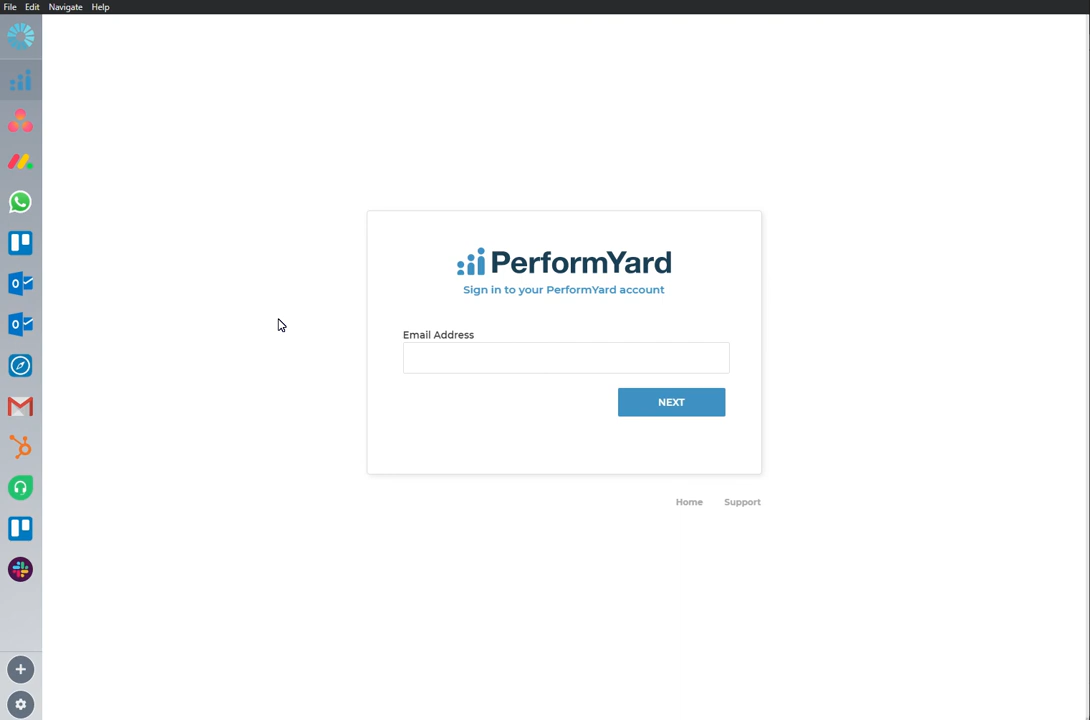 File Edit Navigate Help
PerformYard
Sign in to your PerformYard account
Email Address
NEXT
Home Support